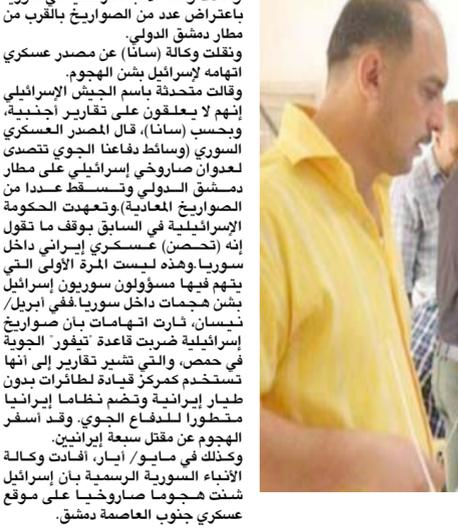 باعتراض عدد من الصواريخ بالقرب من
مطار دمشق الدولي.
ونقلت وكالة (سانا) عن مصدر عسكري
اتهامه لإسرائيل بشن الهجوم.
وقالت متحدثة باسم الجيش الإسرائيلي
إنهم لا يعلقون على تقارير أجنبية،
وبحسب (سانا)، قال المصدر العسكري
السوري (وسائط دفاعنا الجوي تتصدى
لعدوان صاروخي إسرائيلي على مطار
دمشق الدولي وتسقط عددا من
الصواريخ المعادية).وتعهدت الحكومة
الإسرائيلية في السابق بوقف ما تقول
إنه (تحصن) عسكري إيراني داخل
سوريا.وهذه ليست المرة الأولى التي
يتهم فيها مسؤولون سوريون إسرائيل
بشن هجمات داخل سوريا.ففي أبريل/
نيسان، ثارت اتهامات بأن صواريخ
إسرائيلية ضربت قاعدة "تيفور" الجوية
في حمص، والتي تشير تقارير إلى أنها
تستخدم كمركز قيادة لطائرات بدون
طيار إيرانية وتضم نظاما إيرانيا
متطورا للدفاع الجوي. وقد أسفر
الهجوم عن مقتل سبعة إيرانيين.
وكذلك في مايو/ أيار، أفادت وكالة
الأنباء السورية الرسمية بأن إسرائيل
شنت هجوما صاروخيا على موقع
عسكري جنوب العاصمة دمشق.